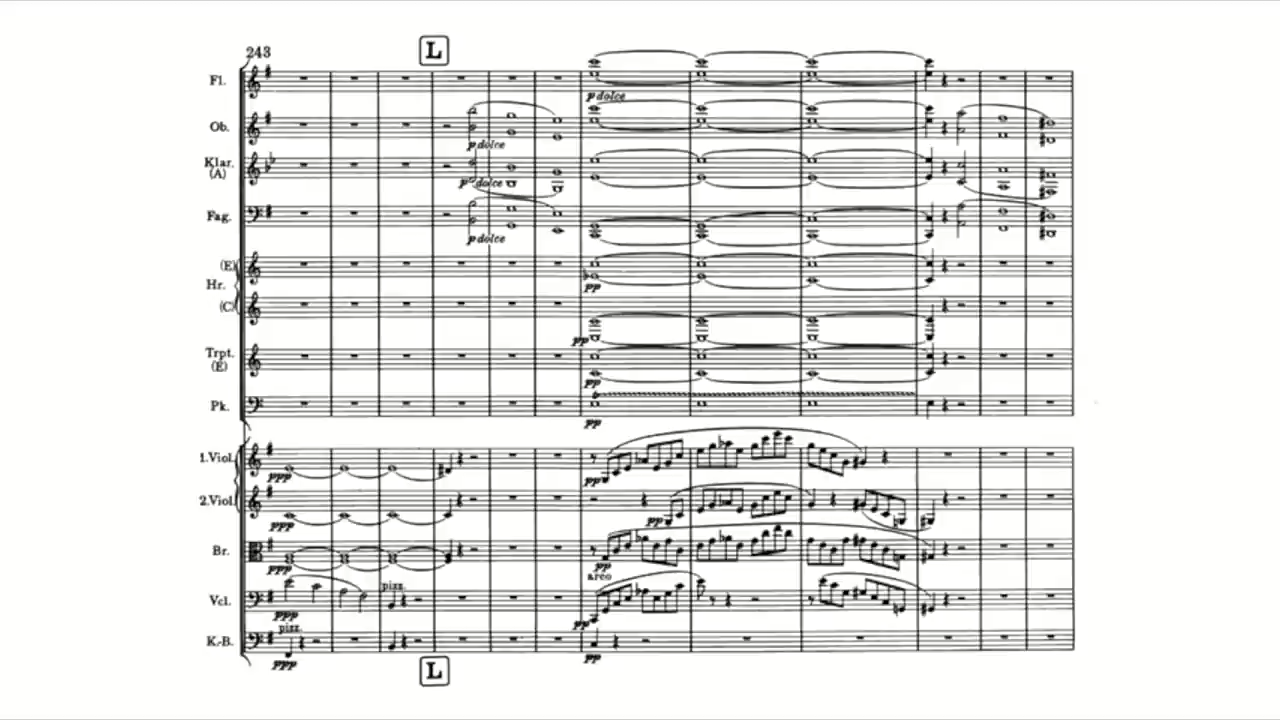 243
L
Fl.
p dolce
Ob.
p dolce
Klar.
(A)
p dolce
Fag.
p dolce
(E)
Hr.
pp
(C)
pp
Trpt.
(E)
pp
Pk.
pp
1.Viol.
ppp
pp
2.Viol.
ppp
pp
Br.
ppp
pp
pizz.
arco
Vcl.
ppp
pp
pizz.
K.-B.
ppp
pp
L